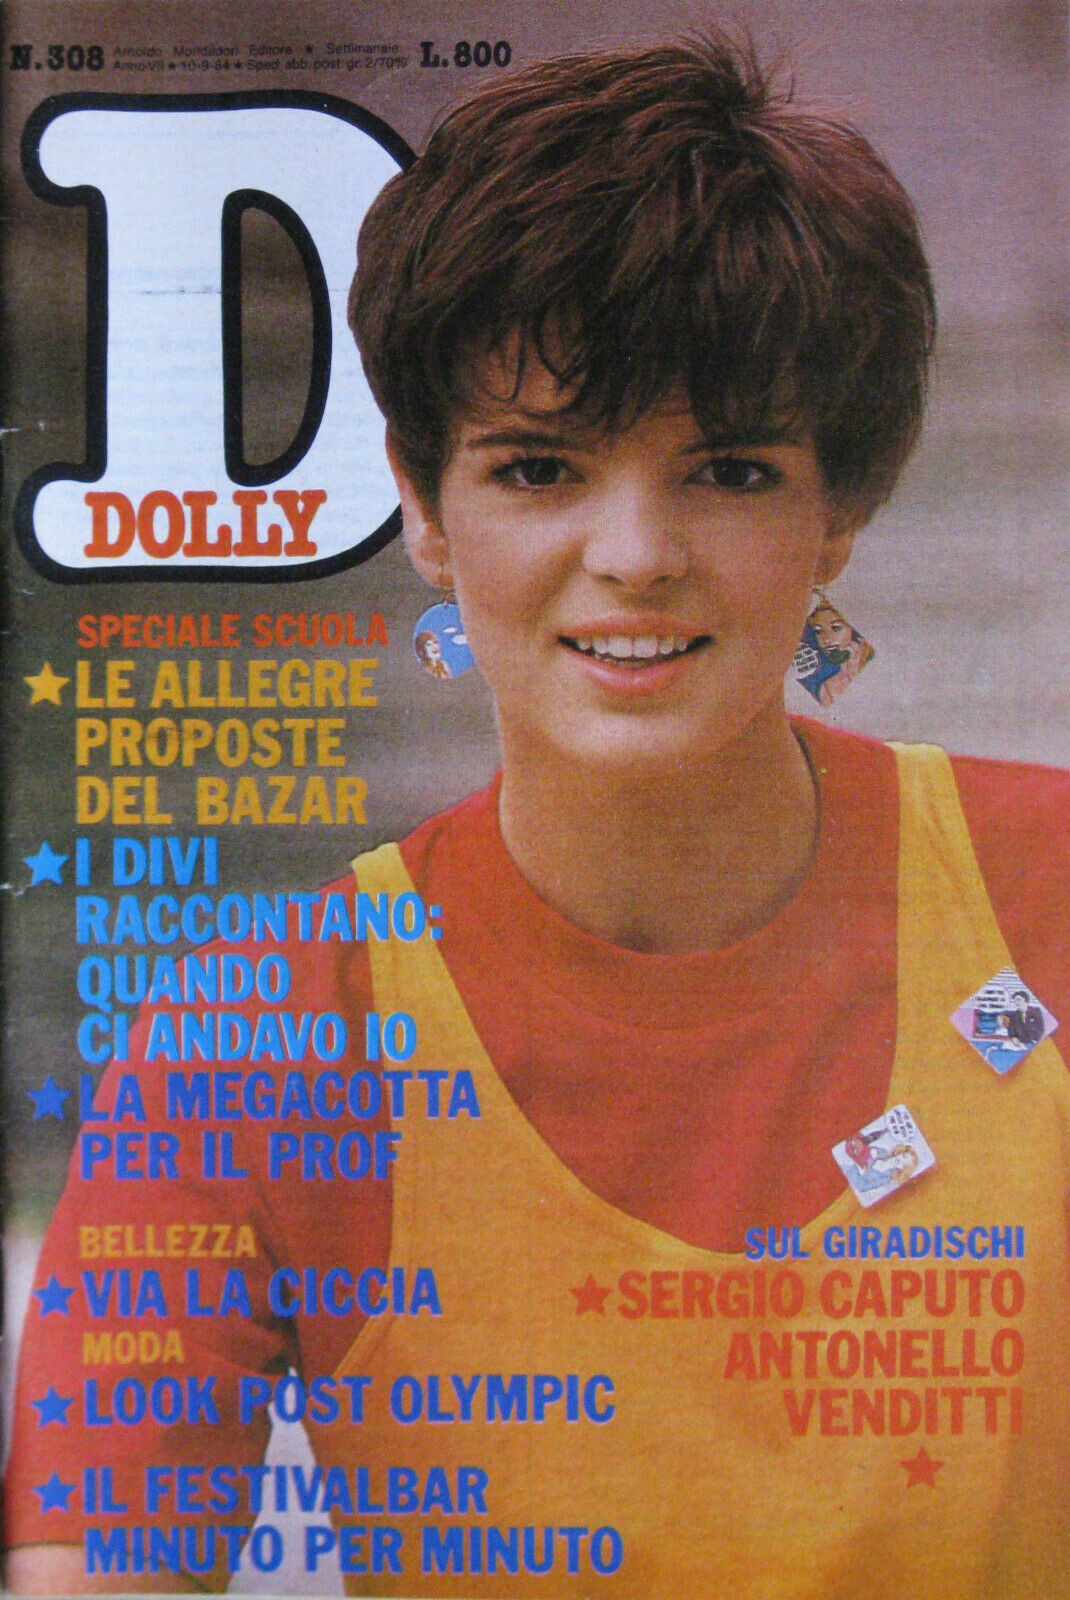 N.308
Arnoldo Mondadori Editore ★ Settimanale
Anno VII ★ 10-9-84 ★ Sped. abb. post. gr. 2/70%
L.800
D
DOLLY
SPECIALE SCUOLA
★ LE ALLEGRE
PROPOSTE
DEL BAZAR
★ I DIVI
RACCONTANO:
QUANDO
CI ANDAVO IO
★ LA MEGACOTTA
PER IL PROF
BELLEZZA
★ VIA LA CICCIA
MODA
★ LOOK POST OLYMPIC
★ IL FESTIVALBAR
MINUTO PER MINUTO
SUL GIRADISCHI
★ SERGIO CAPUTO
ANTONELLO
VENDITTI
★